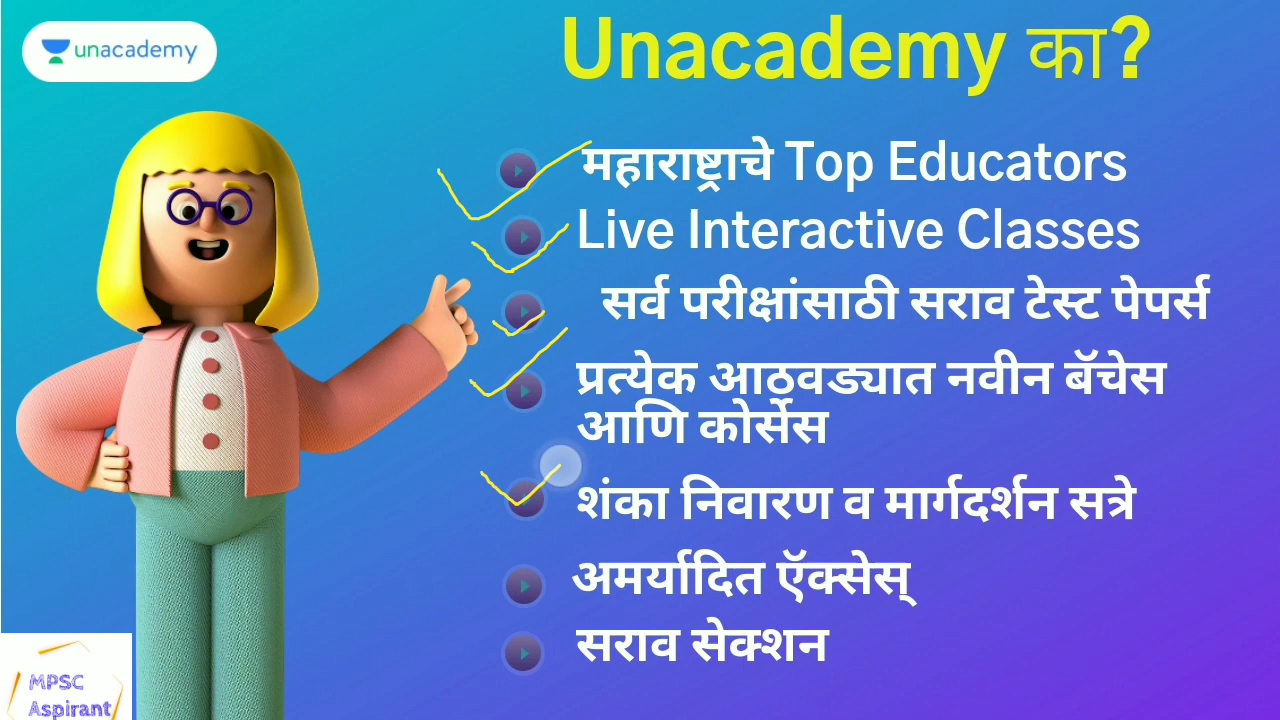 unacademy
Unacademy का?
महाराष्ट्राचे Top Educators
Live Interactive Classes
सर्व परीक्षांसाठी सराव टेस्ट पेपर्स
प्रत्येक आठवड्यात नवीन बॅचेस
आणि कोर्सेस
शंका निवारण व मार्गदर्शन सत्रे
अमर्यादित ऍक्सेस्
सराव सेक्शन
MPSC
Aspirant